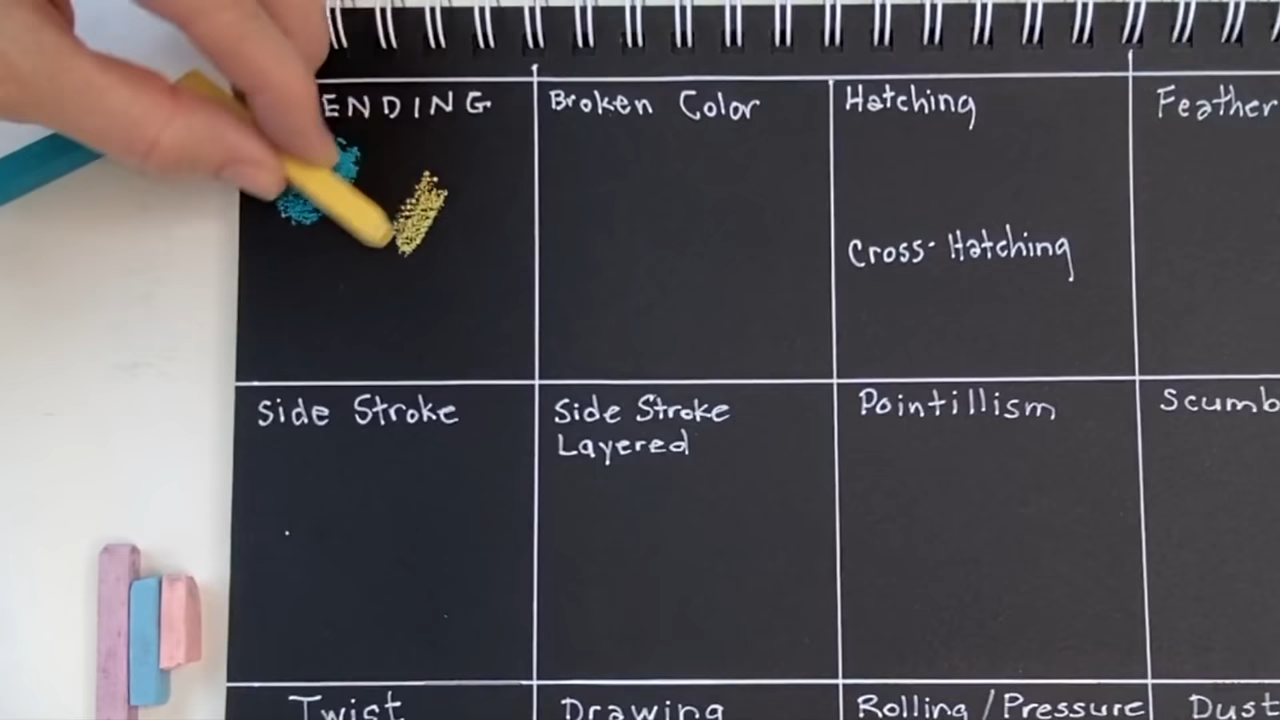 ENDING
Broken Color
Hatching
Feather
Cross-Hatching
Side Stroke
Side Stroke
Layered
Pointillism
Scumb
Twist
Drawing
Rolling/Pressure
Dust